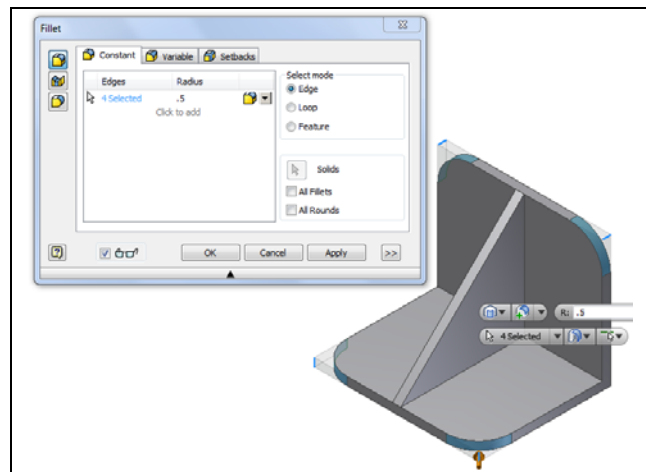 Fillet
Constant
Variable
Setbacks
Edges Radius
4 Selected .5
Click to add
Select mode
Edge
Loop
Feature
Solids
All Fillets
All Rounds
OK Cancel Apply >>
R: .5
4 Selected